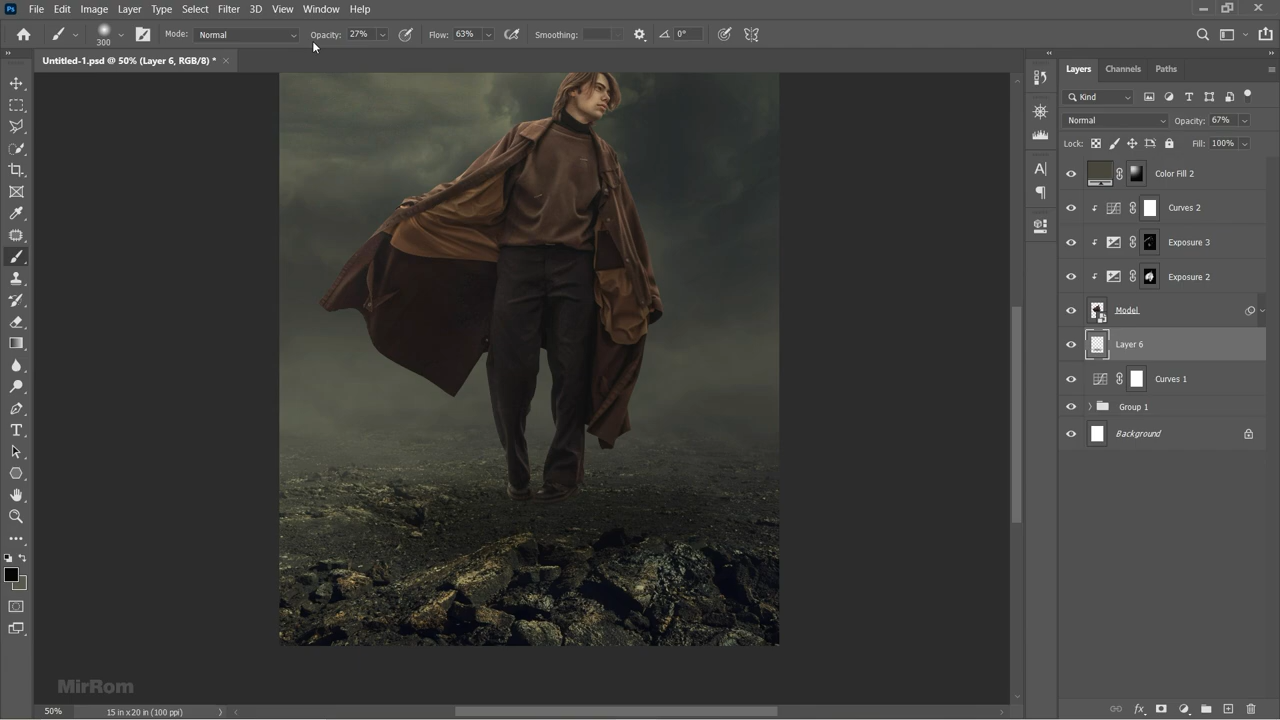 Ps File Edit Image Layer Type Select Filter 3D View Window Help
300 Mode: Normal Opacity: 27% Flow: 63% Smoothing: 0°
Untitled-1.psd @ 50% (Layer 6, RGB/8) *
Layers Channels Paths
Kind
Normal Opacity: 67%
Lock: Fill: 100%
Color Fill 2
Curves 2
Exposure 3
Exposure 2
Model
Layer 6
Curves 1
Group 1
Background
MirRom
50% 15 in x 20 in (100 ppi)